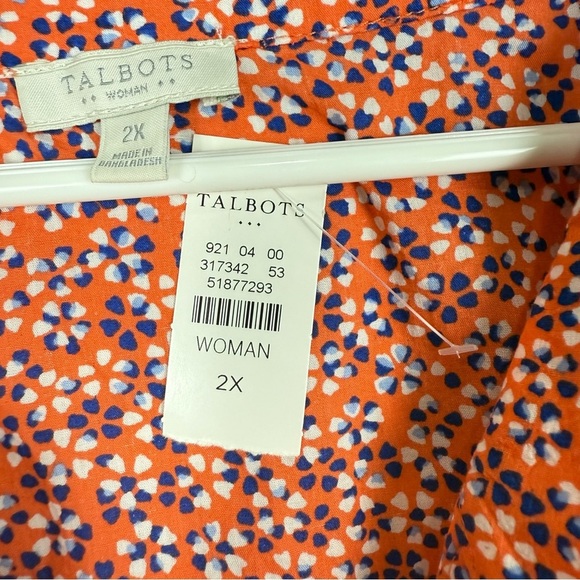 TALBOTS
WOMAN
2X
MADE IN
BANGLADESH
TALBOTS
921 04 00
317342 53
51877293
WOMAN
2X